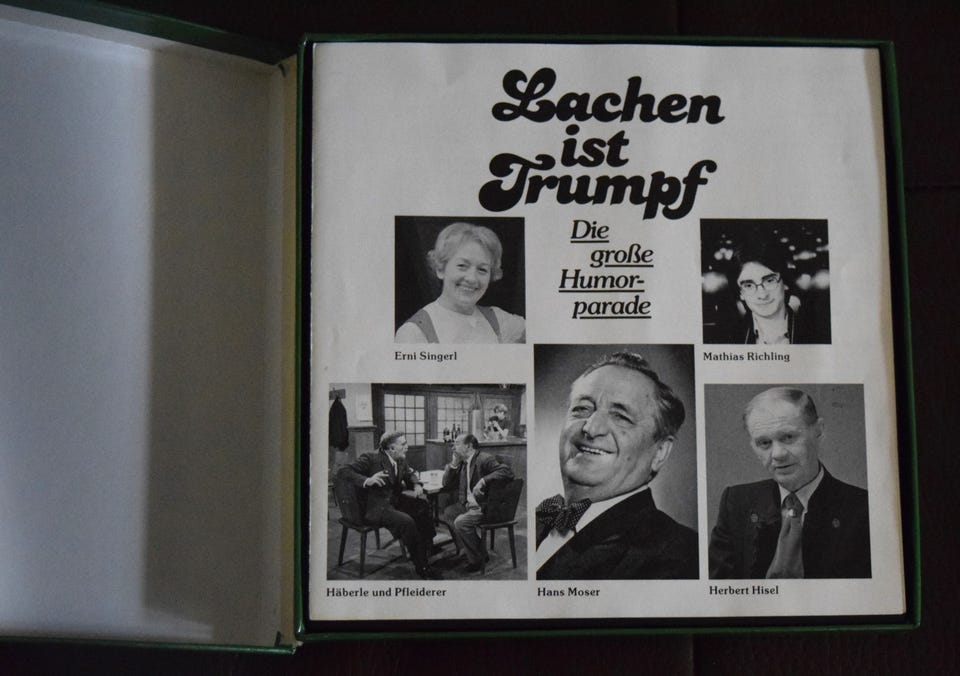 Lachen
ist
Trumpf
Die
große
Humor-
parade
Erni Singerl
Mathias Richling
Häberle und Pfleiderer
Hans Moser
Herbert Hisel